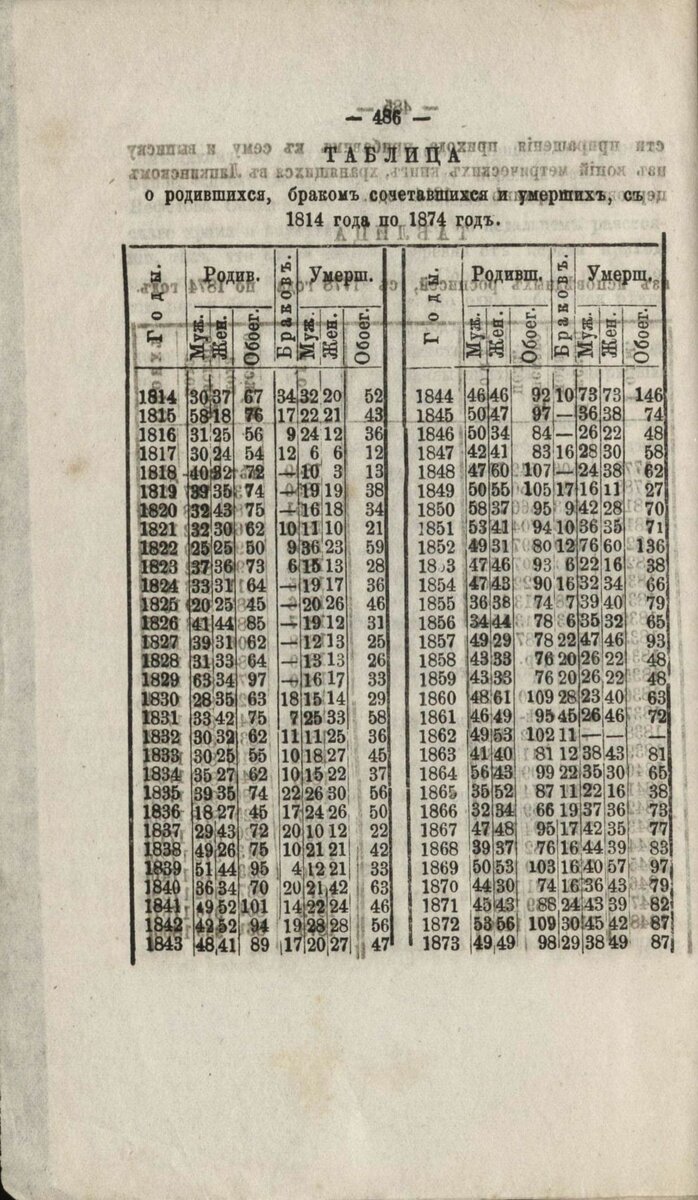 — 486 —
ТАБЛИЦА
о родившихся, бракомъ сочетавшихся и умершихъ, съ
1814 года по 1874 годъ.
Годы. Родив. Браковъ. Умерш. Годы. Родивш. Браковъ. Умерш.
Муж. Жен. Обоег. Муж. Жен. Обоег. Муж. Жен. Обоег. Муж. Жен. Обоег.
1814 30 37 67 34 32 20 52 1844 46 46 92 10 73 73 146
1815 58 18 76 17 22 21 43 1845 50 47 97 — 36 38 74
1816 31 25 56 9 24 12 36 1846 50 34 84 — 26 22 48
1817 30 24 54 12 6 6 12 1847 42 41 83 16 28 30 58
1818 40 32 72 — 10 3 13 1848 47 60 107 — 24 38 62
1819 39 35 74 — 19 19 38 1849 50 55 105 17 16 11 27
1820 32 43 75 — 16 18 34 1850 58 37 95 9 42 28 70
1821 32 30 62 10 11 10 21 1851 53 41 94 10 36 35 71
1822 25 25 50 9 36 23 59 1852 49 31 80 12 76 60 136
1823 37 36 73 6 15 13 28 18 3 47 46 93 6 22 16 38
1824 33 31 64 — 19 17 36 1854 47 43 90 16 32 34 66
1825 20 25 45 — 20 26 46 1855 36 38 74 7 39 40 79
1826 41 44 85 — 19 12 31 1856 34 44 78 6 35 32 65
1827 39 31 62 — 12 13 25 1857 49 29 78 22 47 46 93
1828 31 33 64 — 13 13 26 1858 43 33 76 20 26 22 48
1829 63 34 97 — 16 17 33 1859 43 33 76 20 26 22 48
1830 28 35 63 18 15 14 29 1860 48 61 109 28 23 40 63
1831 33 42 75 7 25 33 58 1861 46 49 95 45 26 46 72
1832 30 32 62 11 11 25 36 1862 49 53 102 11 — — —
1833 30 25 55 10 18 27 45 1863 41 40 81 12 38 43 81
1834 35 27 62 10 15 22 37 1864 56 43 99 22 35 30 65
1835 39 35 74 22 26 30 56 1865 35 52 87 11 22 16 38
1836 18 27 45 17 24 26 50 1866 32 34 66 19 37 36 73
1837 29 43 72 20 10 12 22 1867 47 48 95 17 42 35 77
1838 49 26 75 10 21 21 42 1868 39 37 76 16 44 39 83
1839 51 44 95 4 12 21 33 1869 50 53 103 16 40 57 97
1840 36 34 70 20 21 42 63 1870 44 30 74 16 36 43 79
1841 49 52 101 14 22 24 46 1871 45 43 88 24 43 39 82
1842 42 52 94 19 28 28 56 1872 53 56 109 30 45 42 87
1843 48 41 89 17 20 27 47 1873 49 49 98 29 38 49 87